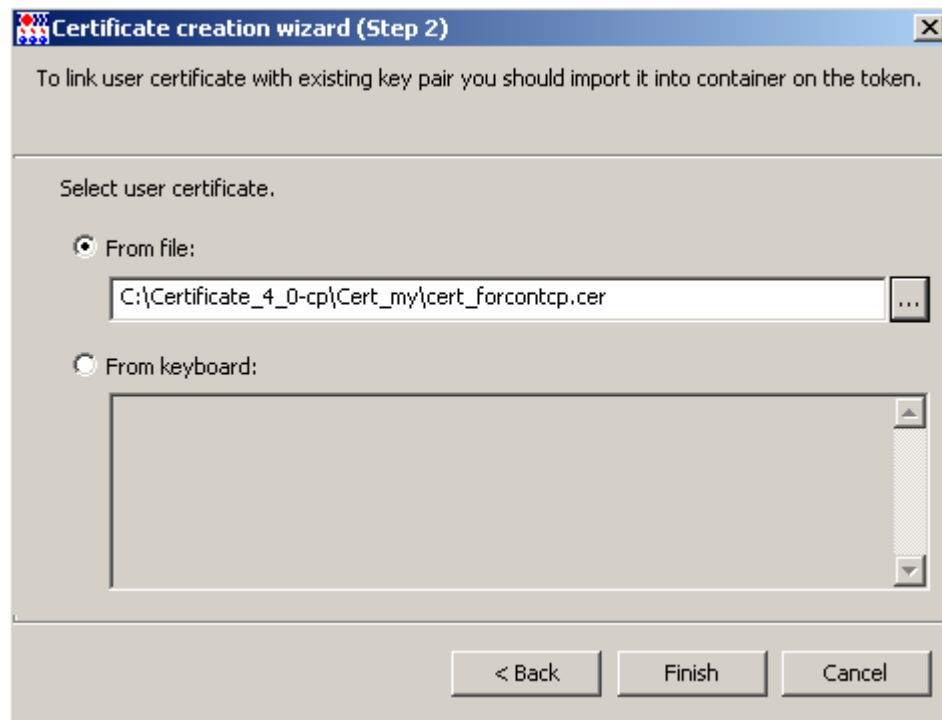 Certificate creation wizard (Step 2)
To link user certificate with existing key pair you should import it into container on the token.
Select user certificate.
From file:
C:\Certificate_4_0-cp\Cert_my\cert_forcontcp.cer
...
From keyboard:
< Back
Finish
Cancel